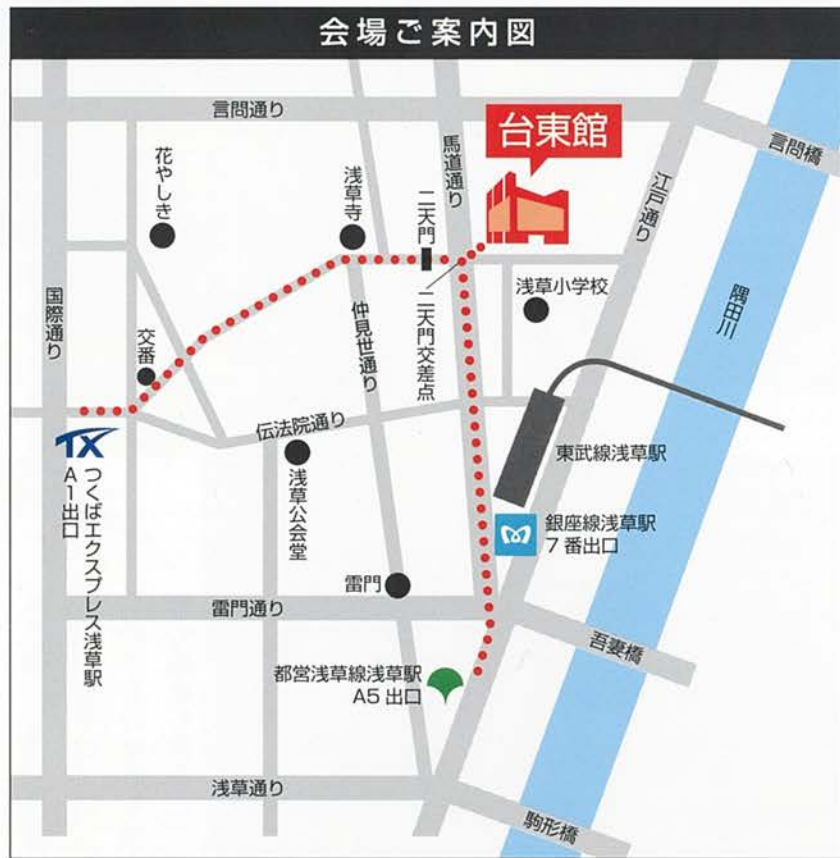 会場ご案内図
言問通り
言問橋
台東館
馬道通り
江戸通り
花やしき
浅草寺
二天門
二天門交差点
浅草小学校
隅田川
国際通り
交番
仲見世通り
伝法院通り
TX
つくばエクスプレス浅草駅
A1出口
浅草公会堂
東武線浅草駅
銀座線浅草駅
7番出口
雷門
雷門通り
吾妻橋
都営浅草線浅草駅
A5出口
浅草通り
駒形橋